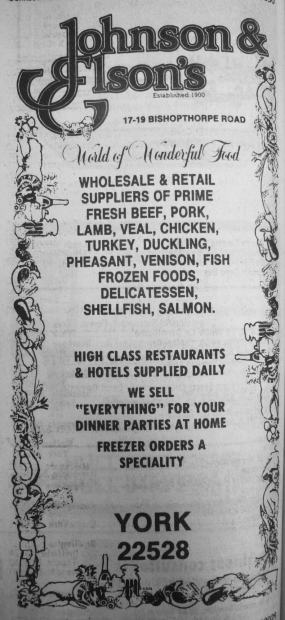 Johnson &
Elson's
Established 1900
17-19 BISHOPTHORPE ROAD
World of Wonderful Food
WHOLESALE & RETAIL
SUPPLIERS OF PRIME
FRESH BEEF, PORK,
LAMB, VEAL, CHICKEN,
TURKEY, DUCKLING,
PHEASANT, VENISON, FISH
FROZEN FOODS,
DELICATESSEN,
SHELLFISH, SALMON.
HIGH CLASS RESTAURANTS
& HOTELS SUPPLIED DAILY
WE SELL
"EVERYTHING" FOR YOUR
DINNER PARTIES AT HOME
FREEZER ORDERS A
SPECIALITY
YORK
22528